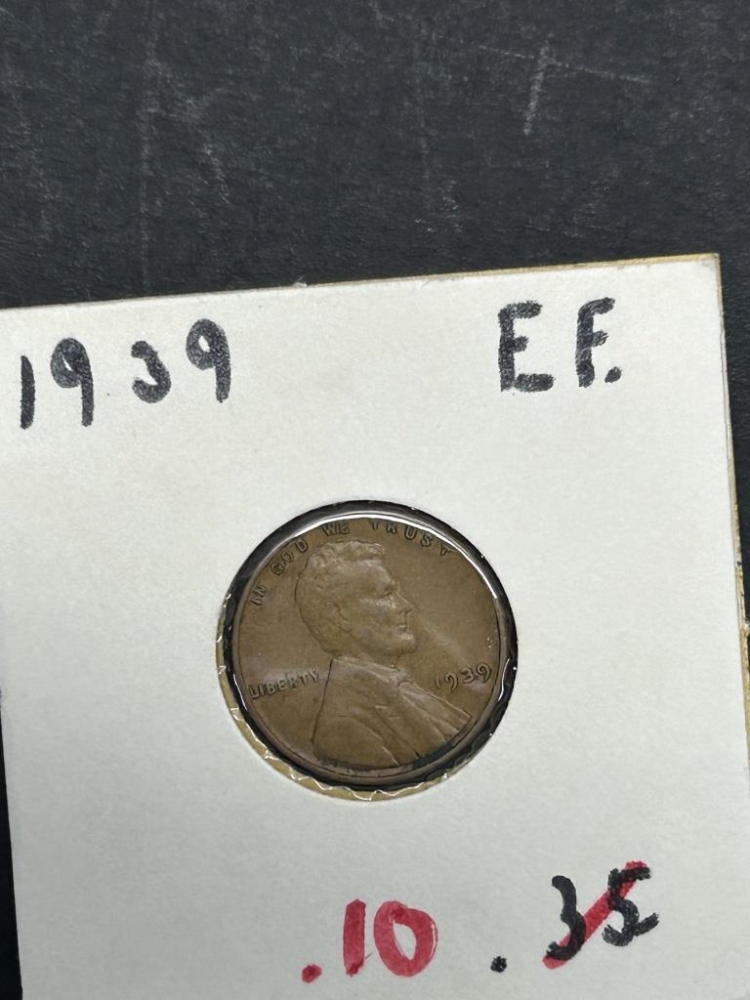 1939 E.F.
IN GOD WE TRUST
LIBERTY 1939
.10 .35